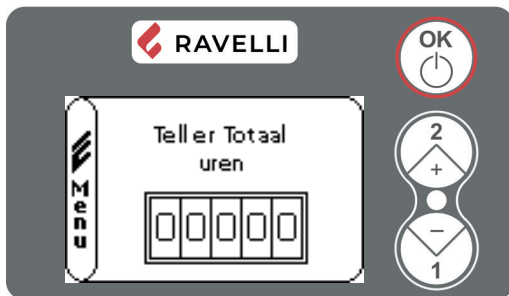 RAVELLI
OK
Teller Totaal
uren
Menu
00000
2
+
−
1